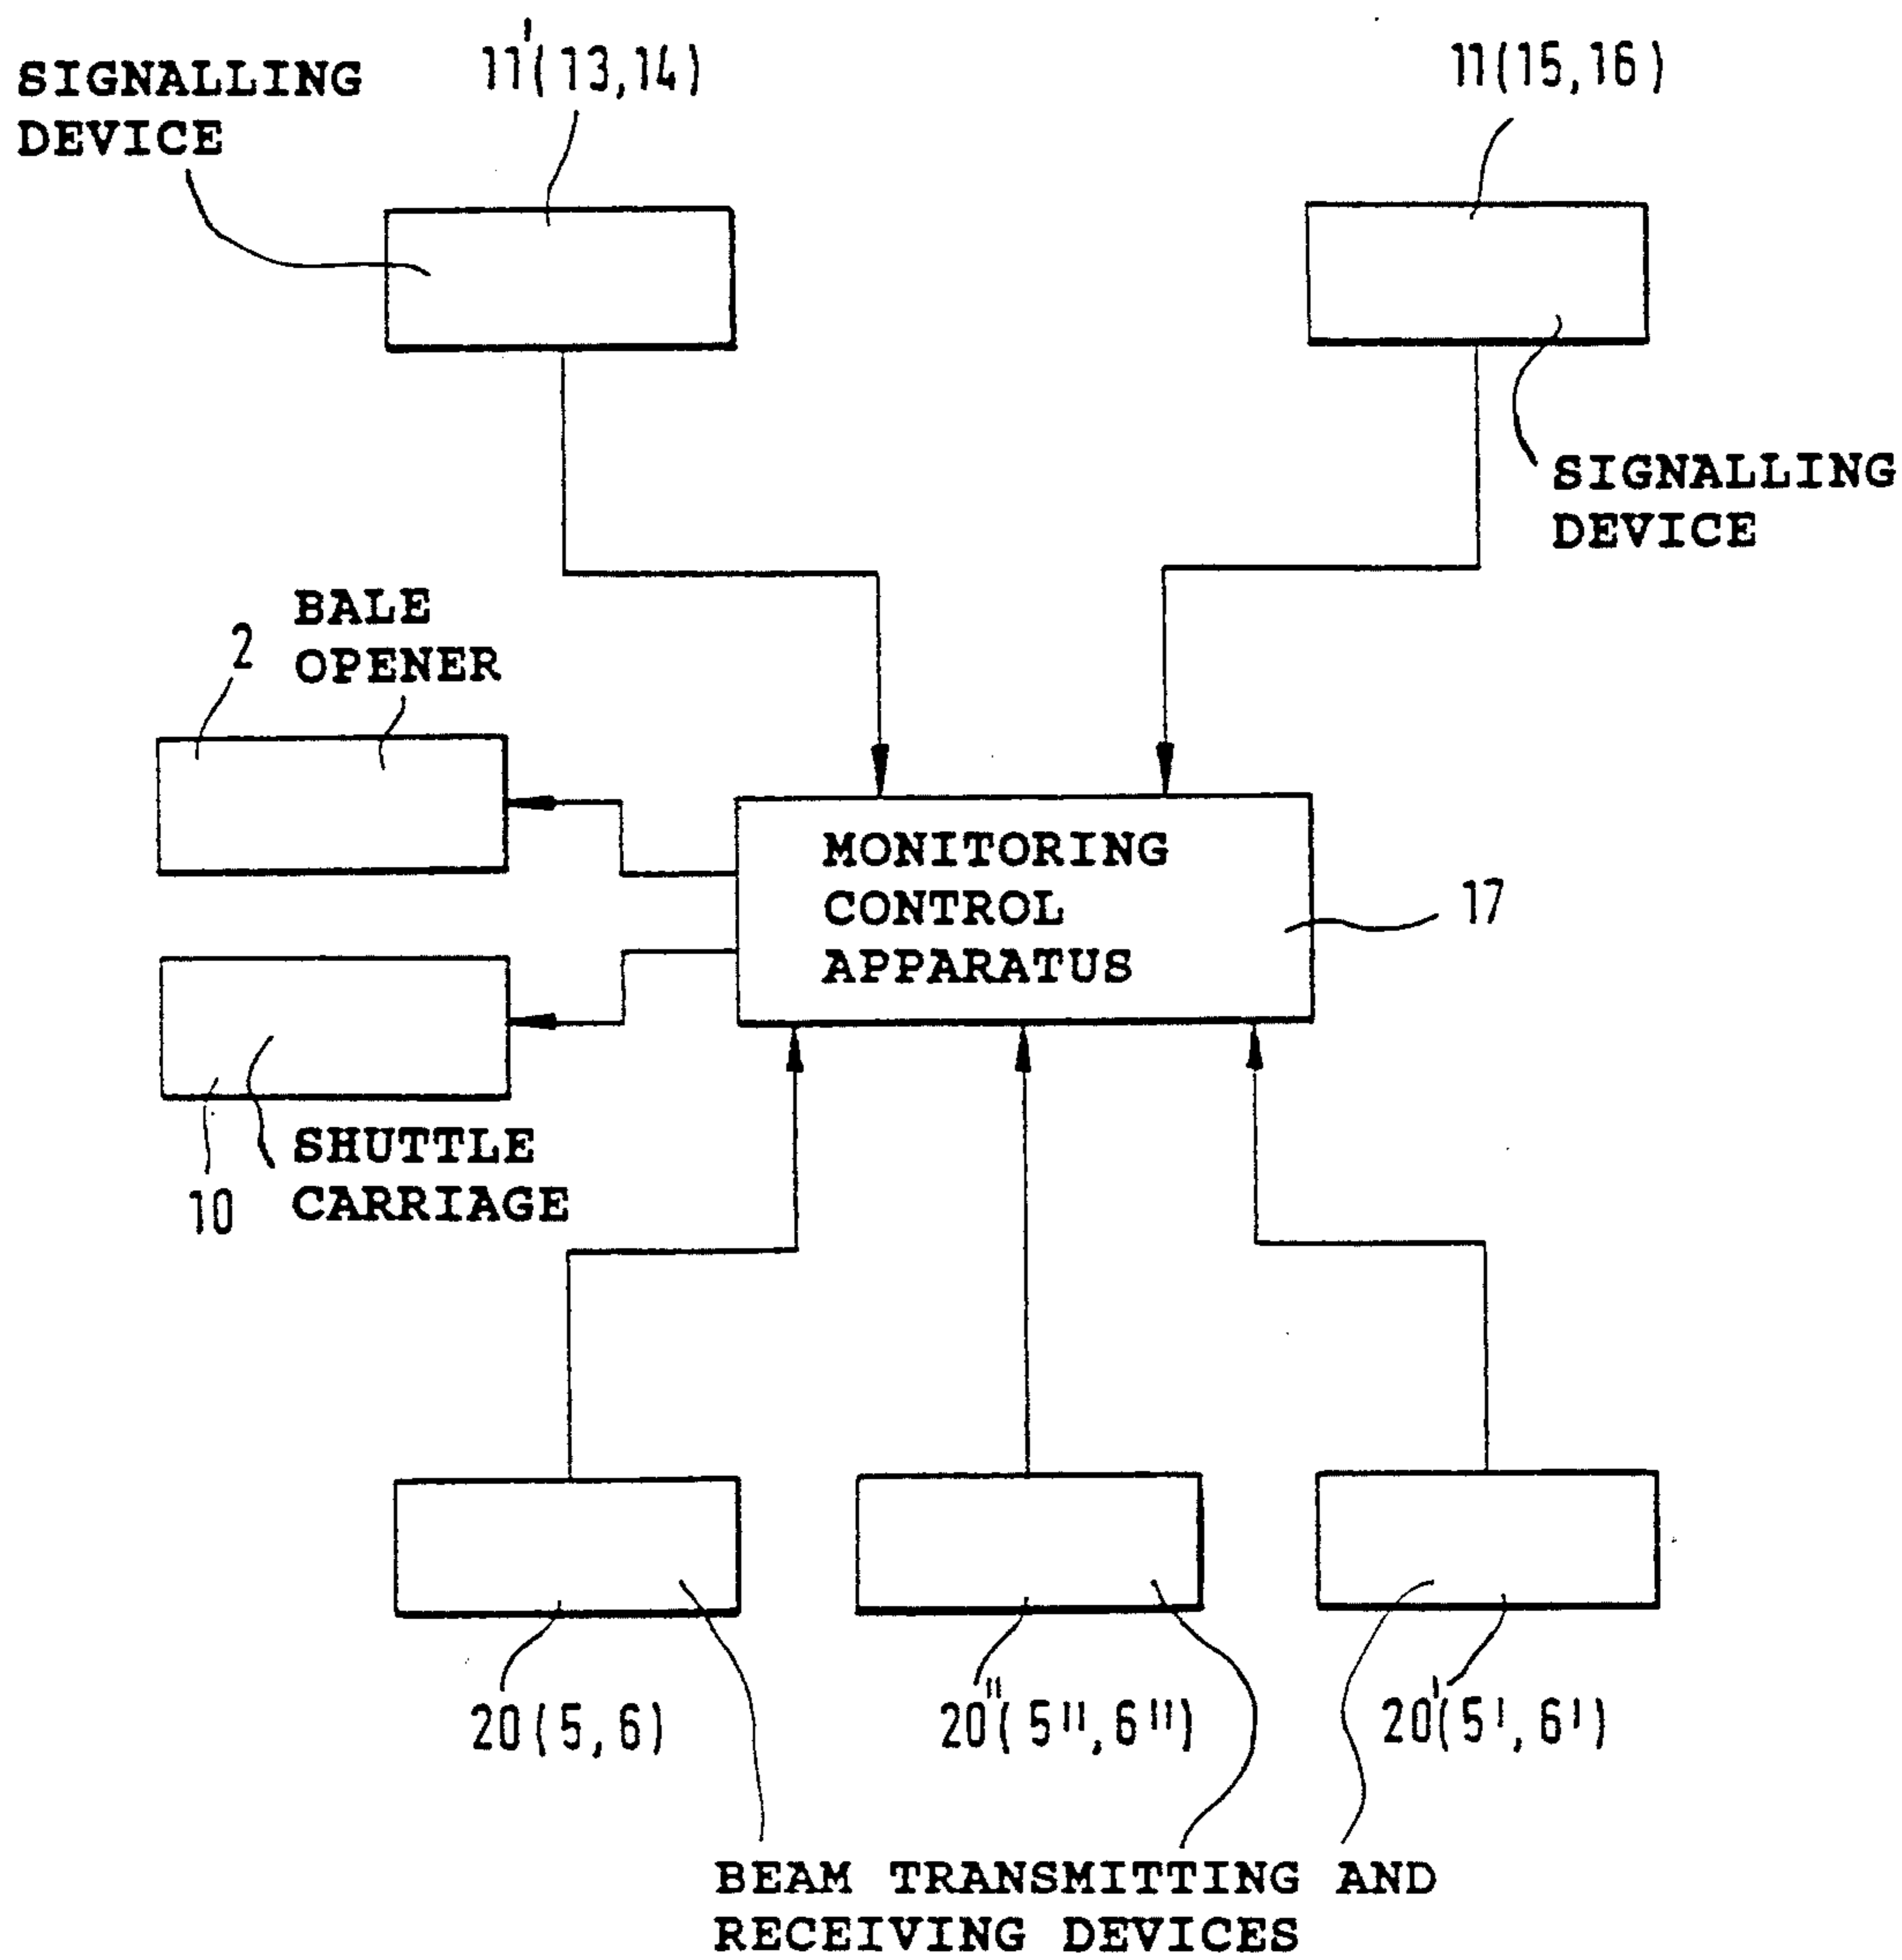 SIGNALLING
DEVICE
11'(13,14)
11(15,16)
SIGNALLING
DEVICE
2
BALE
OPENER
MONITORING
CONTROL
APPARATUS
17
SHUTTLE
CARRIAGE
10
20(5,6)
20"(5",6")
20'(5',6')
BEAM TRANSMITTING AND
RECEIVING DEVICES